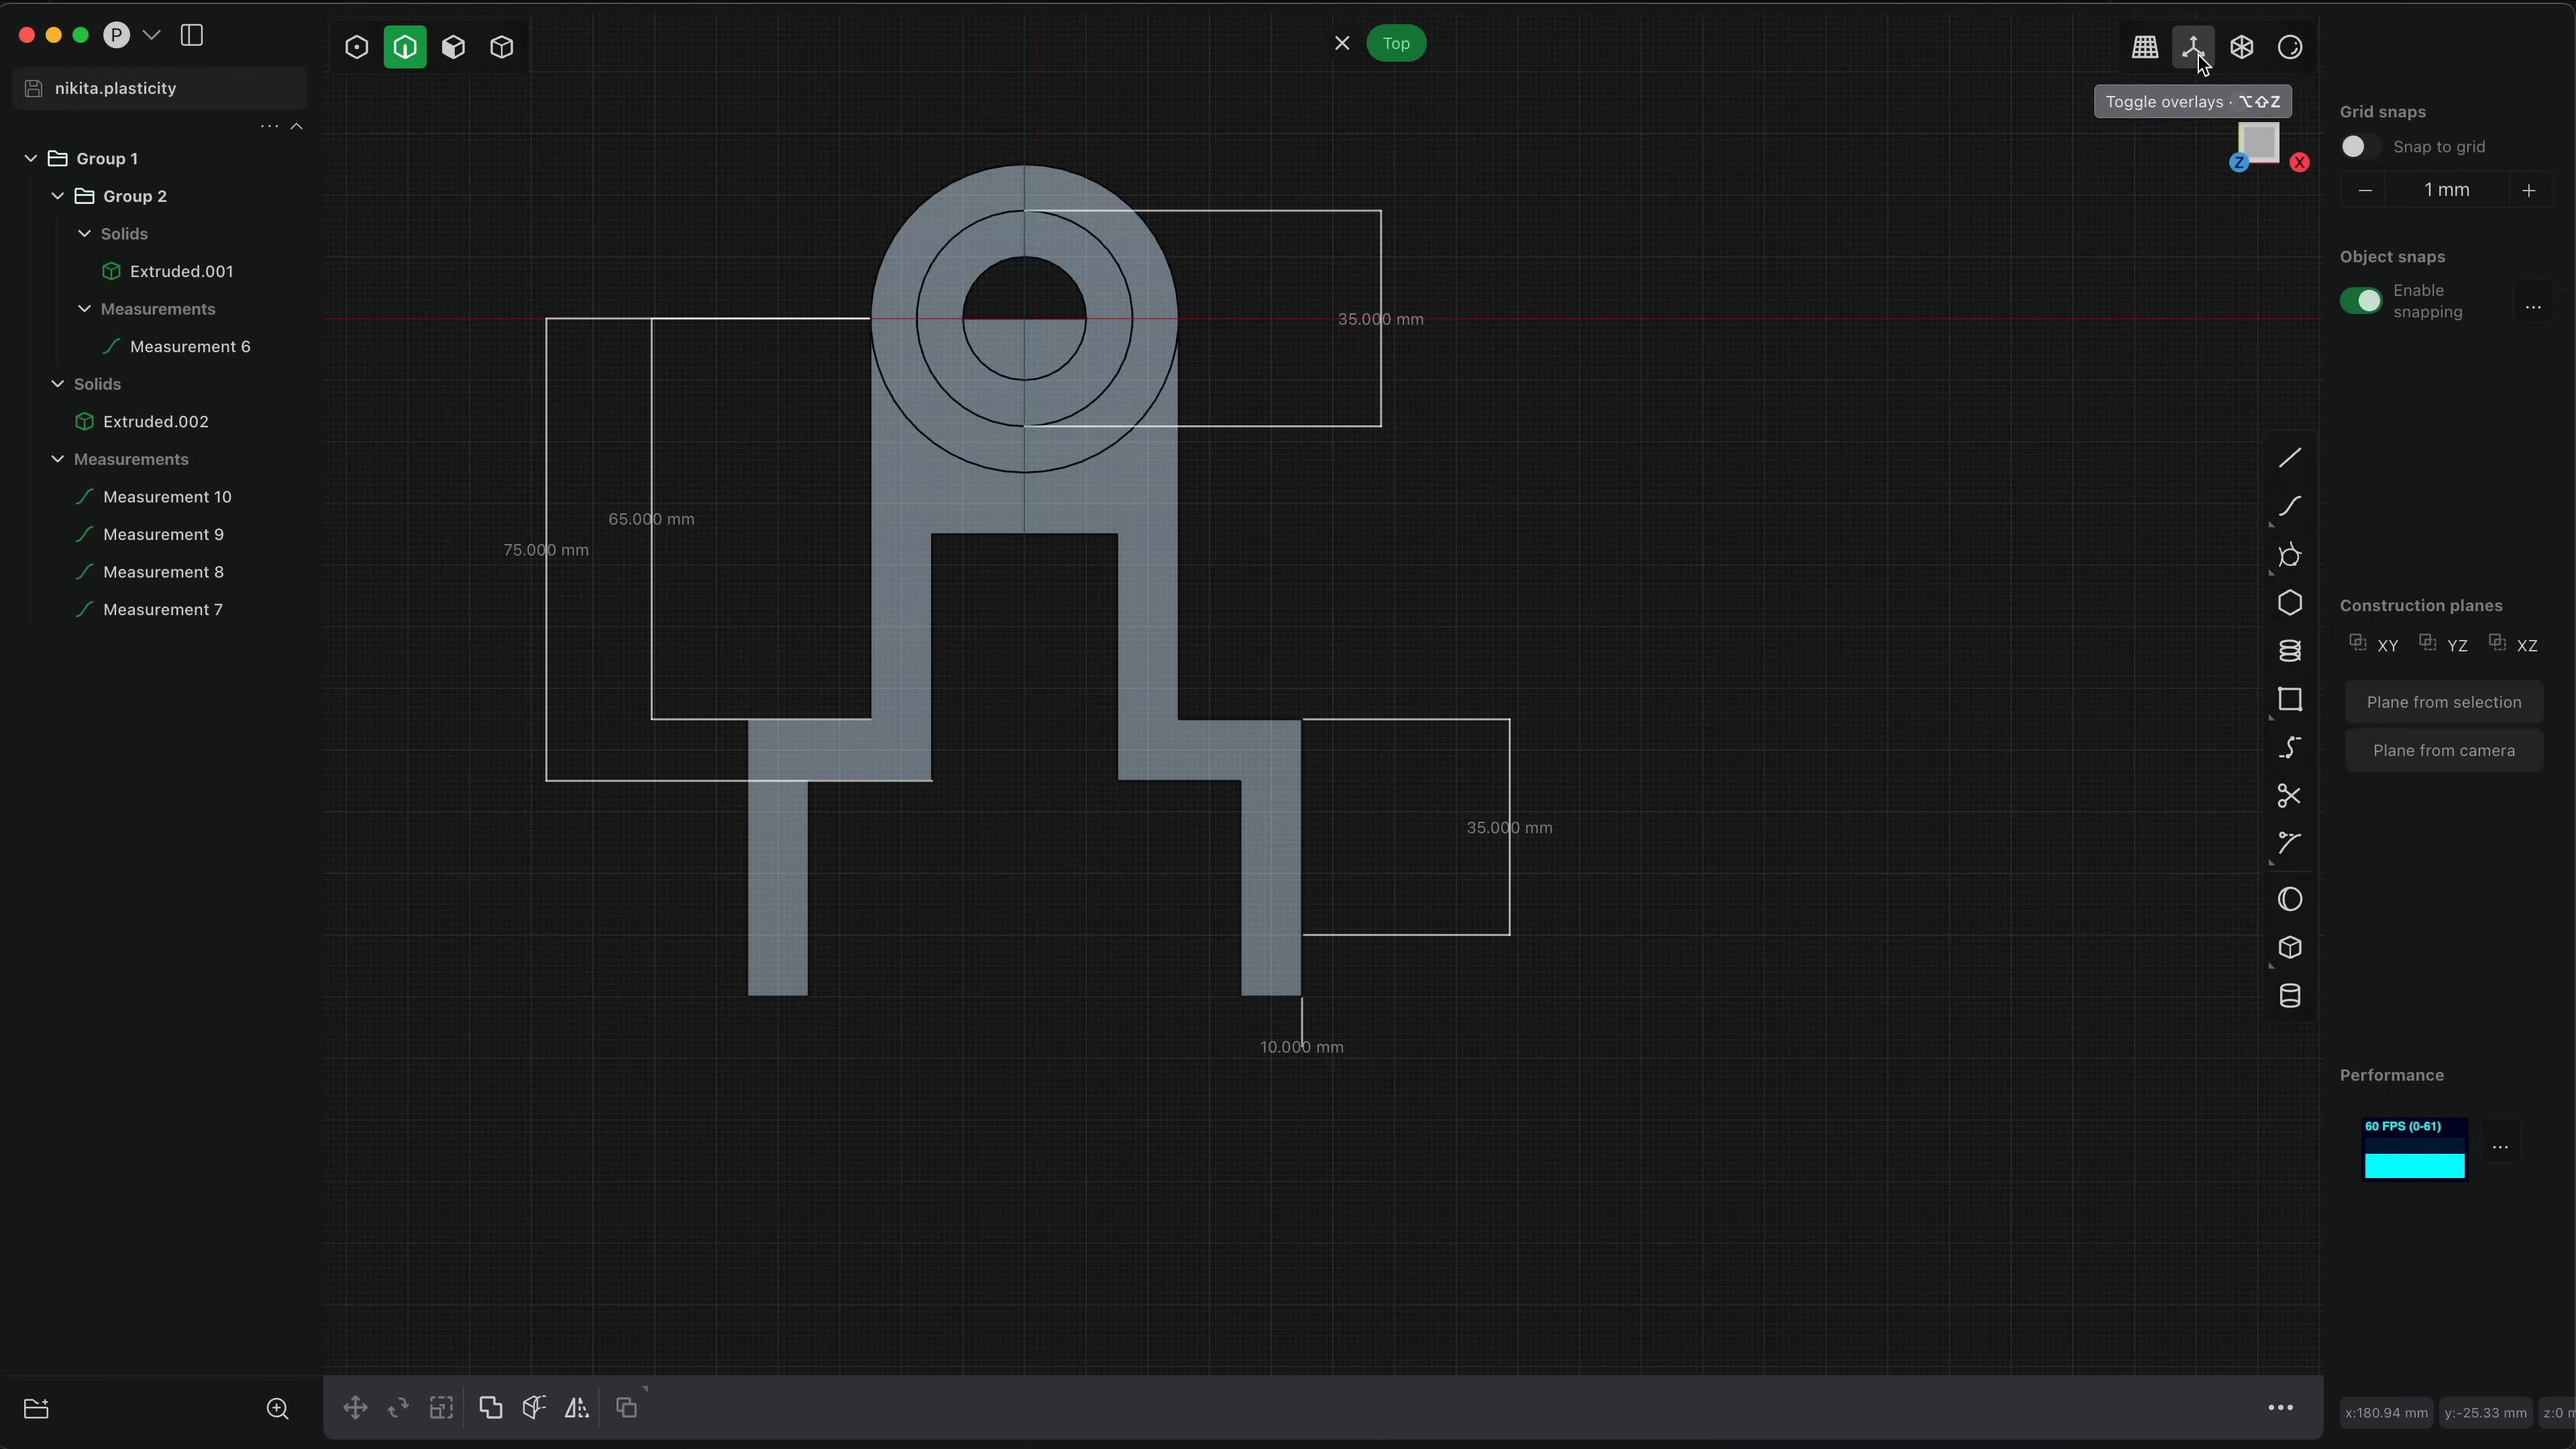 P
Top
nikita.plasticity
Toggle overlays · ⌥⇧Z
Z
X
Group 1
Group 2
Solids
Extruded.001
Measurements
Measurement 6
Solids
Extruded.002
Measurements
Measurement 10
Measurement 9
Measurement 8
Measurement 7
35.000 mm
65.000 mm
75.000 mm
35.000 mm
10.000 mm
Grid snaps
Snap to grid
1 mm
Object snaps
Enable
snapping
...
Construction planes
XY YZ XZ
Plane from selection
Plane from camera
Performance
60 FPS (0-61)
...
x:180.94 mm y:-25.33 mm z:0 m